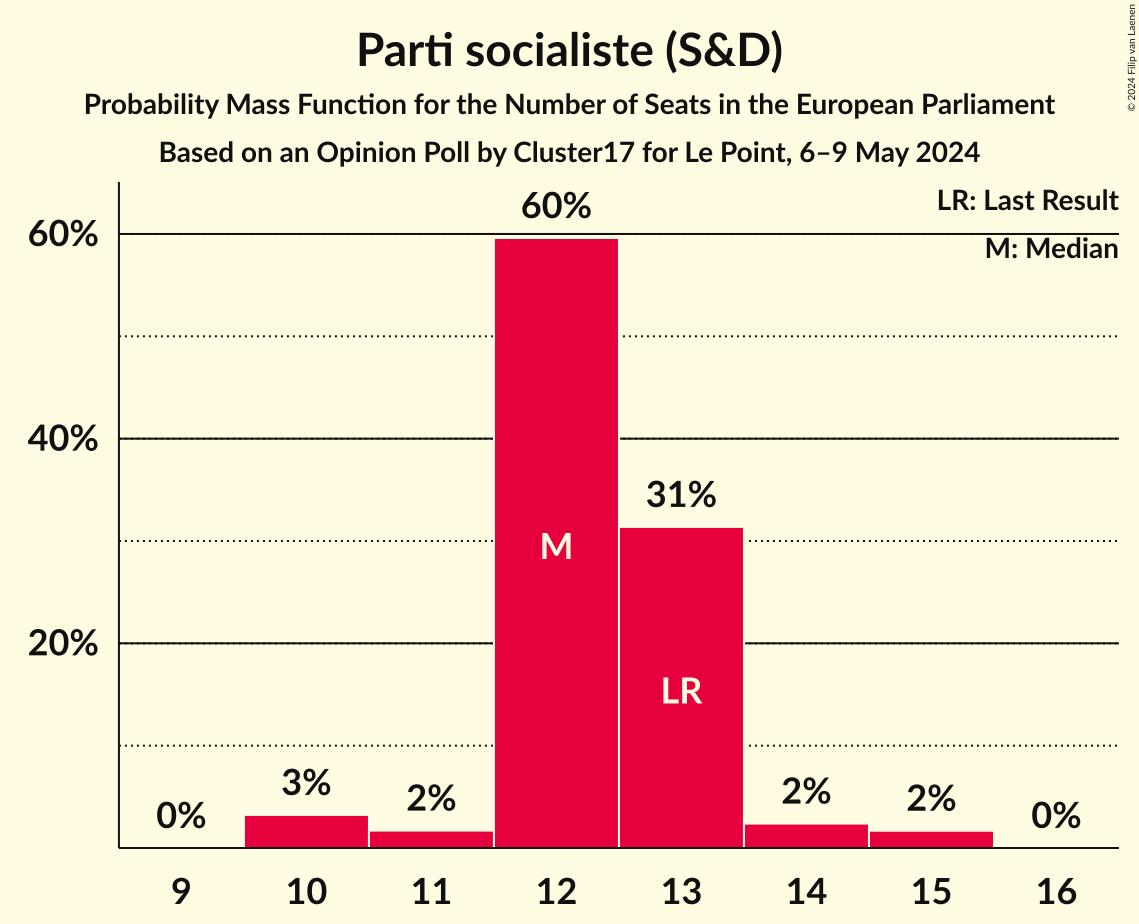 Parti socialiste (S&D)
Probability Mass Function for the Number of Seats in the European Parliament
Based on an Opinion Poll by Cluster17 for Le Point, 6–9 May 2024
© 2024 Filip van Laenen
LR: Last Result
M: Median
60%
40%
20%
0%
3%
2%
60%
31%
2%
2%
0%
M
LR
9 10 11 12 13 14 15 16